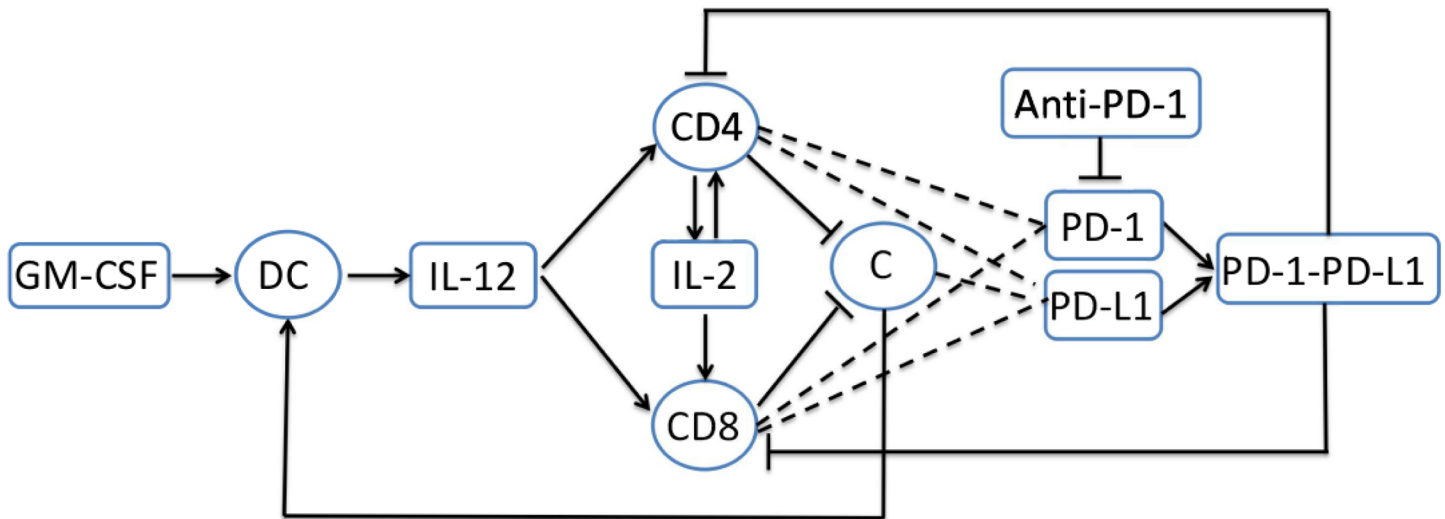 GM-CSF
DC
IL-12
CD4
IL-2
CD8
C
Anti-PD-1
PD-1
PD-L1
PD-1-PD-L1